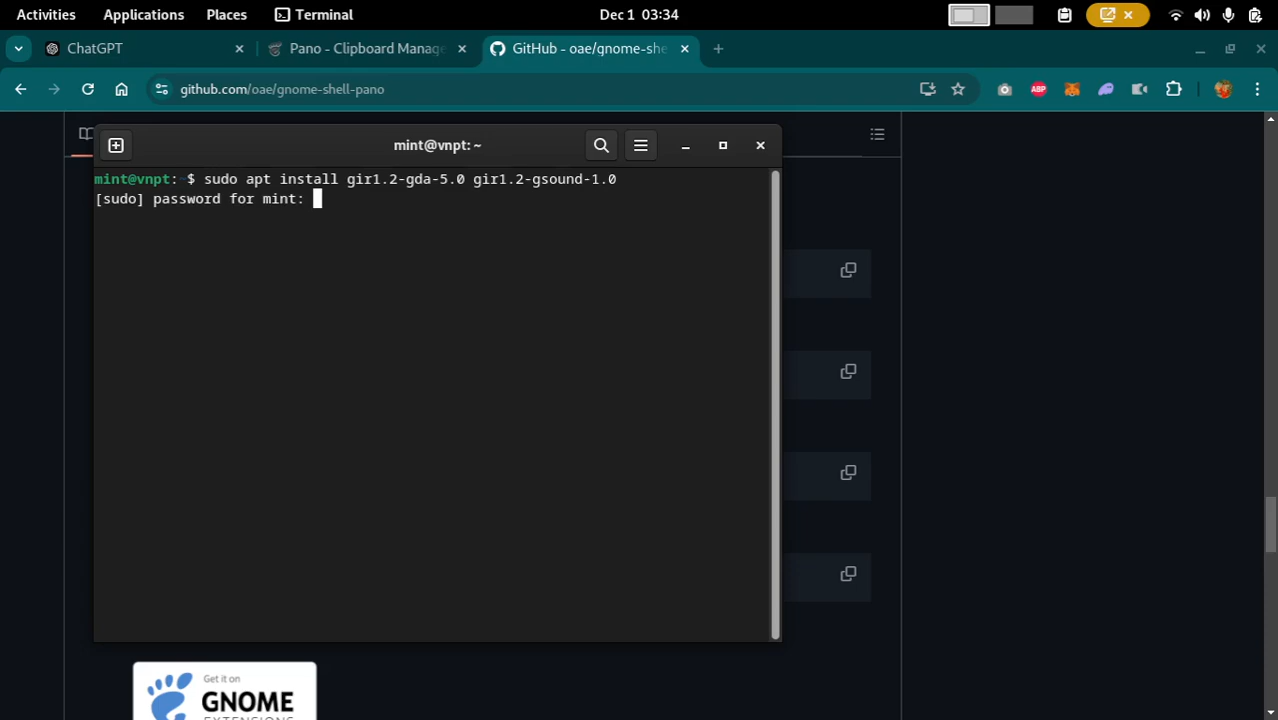 Activities Applications Places Terminal Dec 1 03:34
ChatGPT Pano - Clipboard Manage GitHub - oae/gnome-she
github.com/oae/gnome-shell-pano ABP
mint@vnpt: ~
mint@vnpt:~$ sudo apt install gir1.2-gda-5.0 gir1.2-gsound-1.0
[sudo] password for mint:
Get it on
GNOME
EXTENSIONS